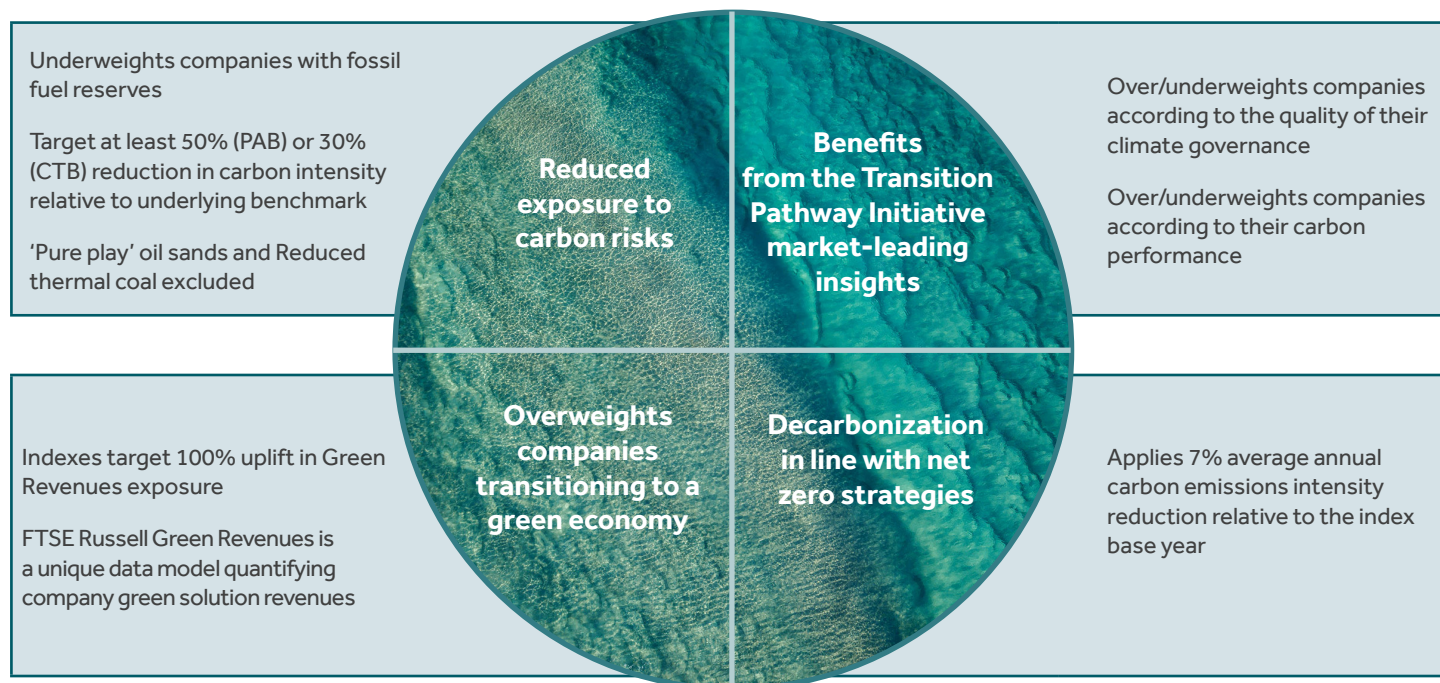 Underweights companies with fossil
fuel reserves
Target at least 50% (PAB) or 30%
(CTB) reduction in carbon intensity
relative to underlying benchmark
‘Pure play’ oil sands and Reduced
thermal coal excluded
Reduced
exposure to
carbon risks
Benefits
from the Transition
Pathway Initiative
market-leading
insights
Over/underweights companies
according to the quality of their
climate governance
Over/underweights companies
according to their carbon
performance
Indexes target 100% uplift in Green
Revenues exposure
FTSE Russell Green Revenues is
a unique data model quantifying
company green solution revenues
Overweights
companies
transitioning to a
green economy
Decarbonization
in line with net
zero strategies
Applies 7% average annual
carbon emissions intensity
reduction relative to the index
base year